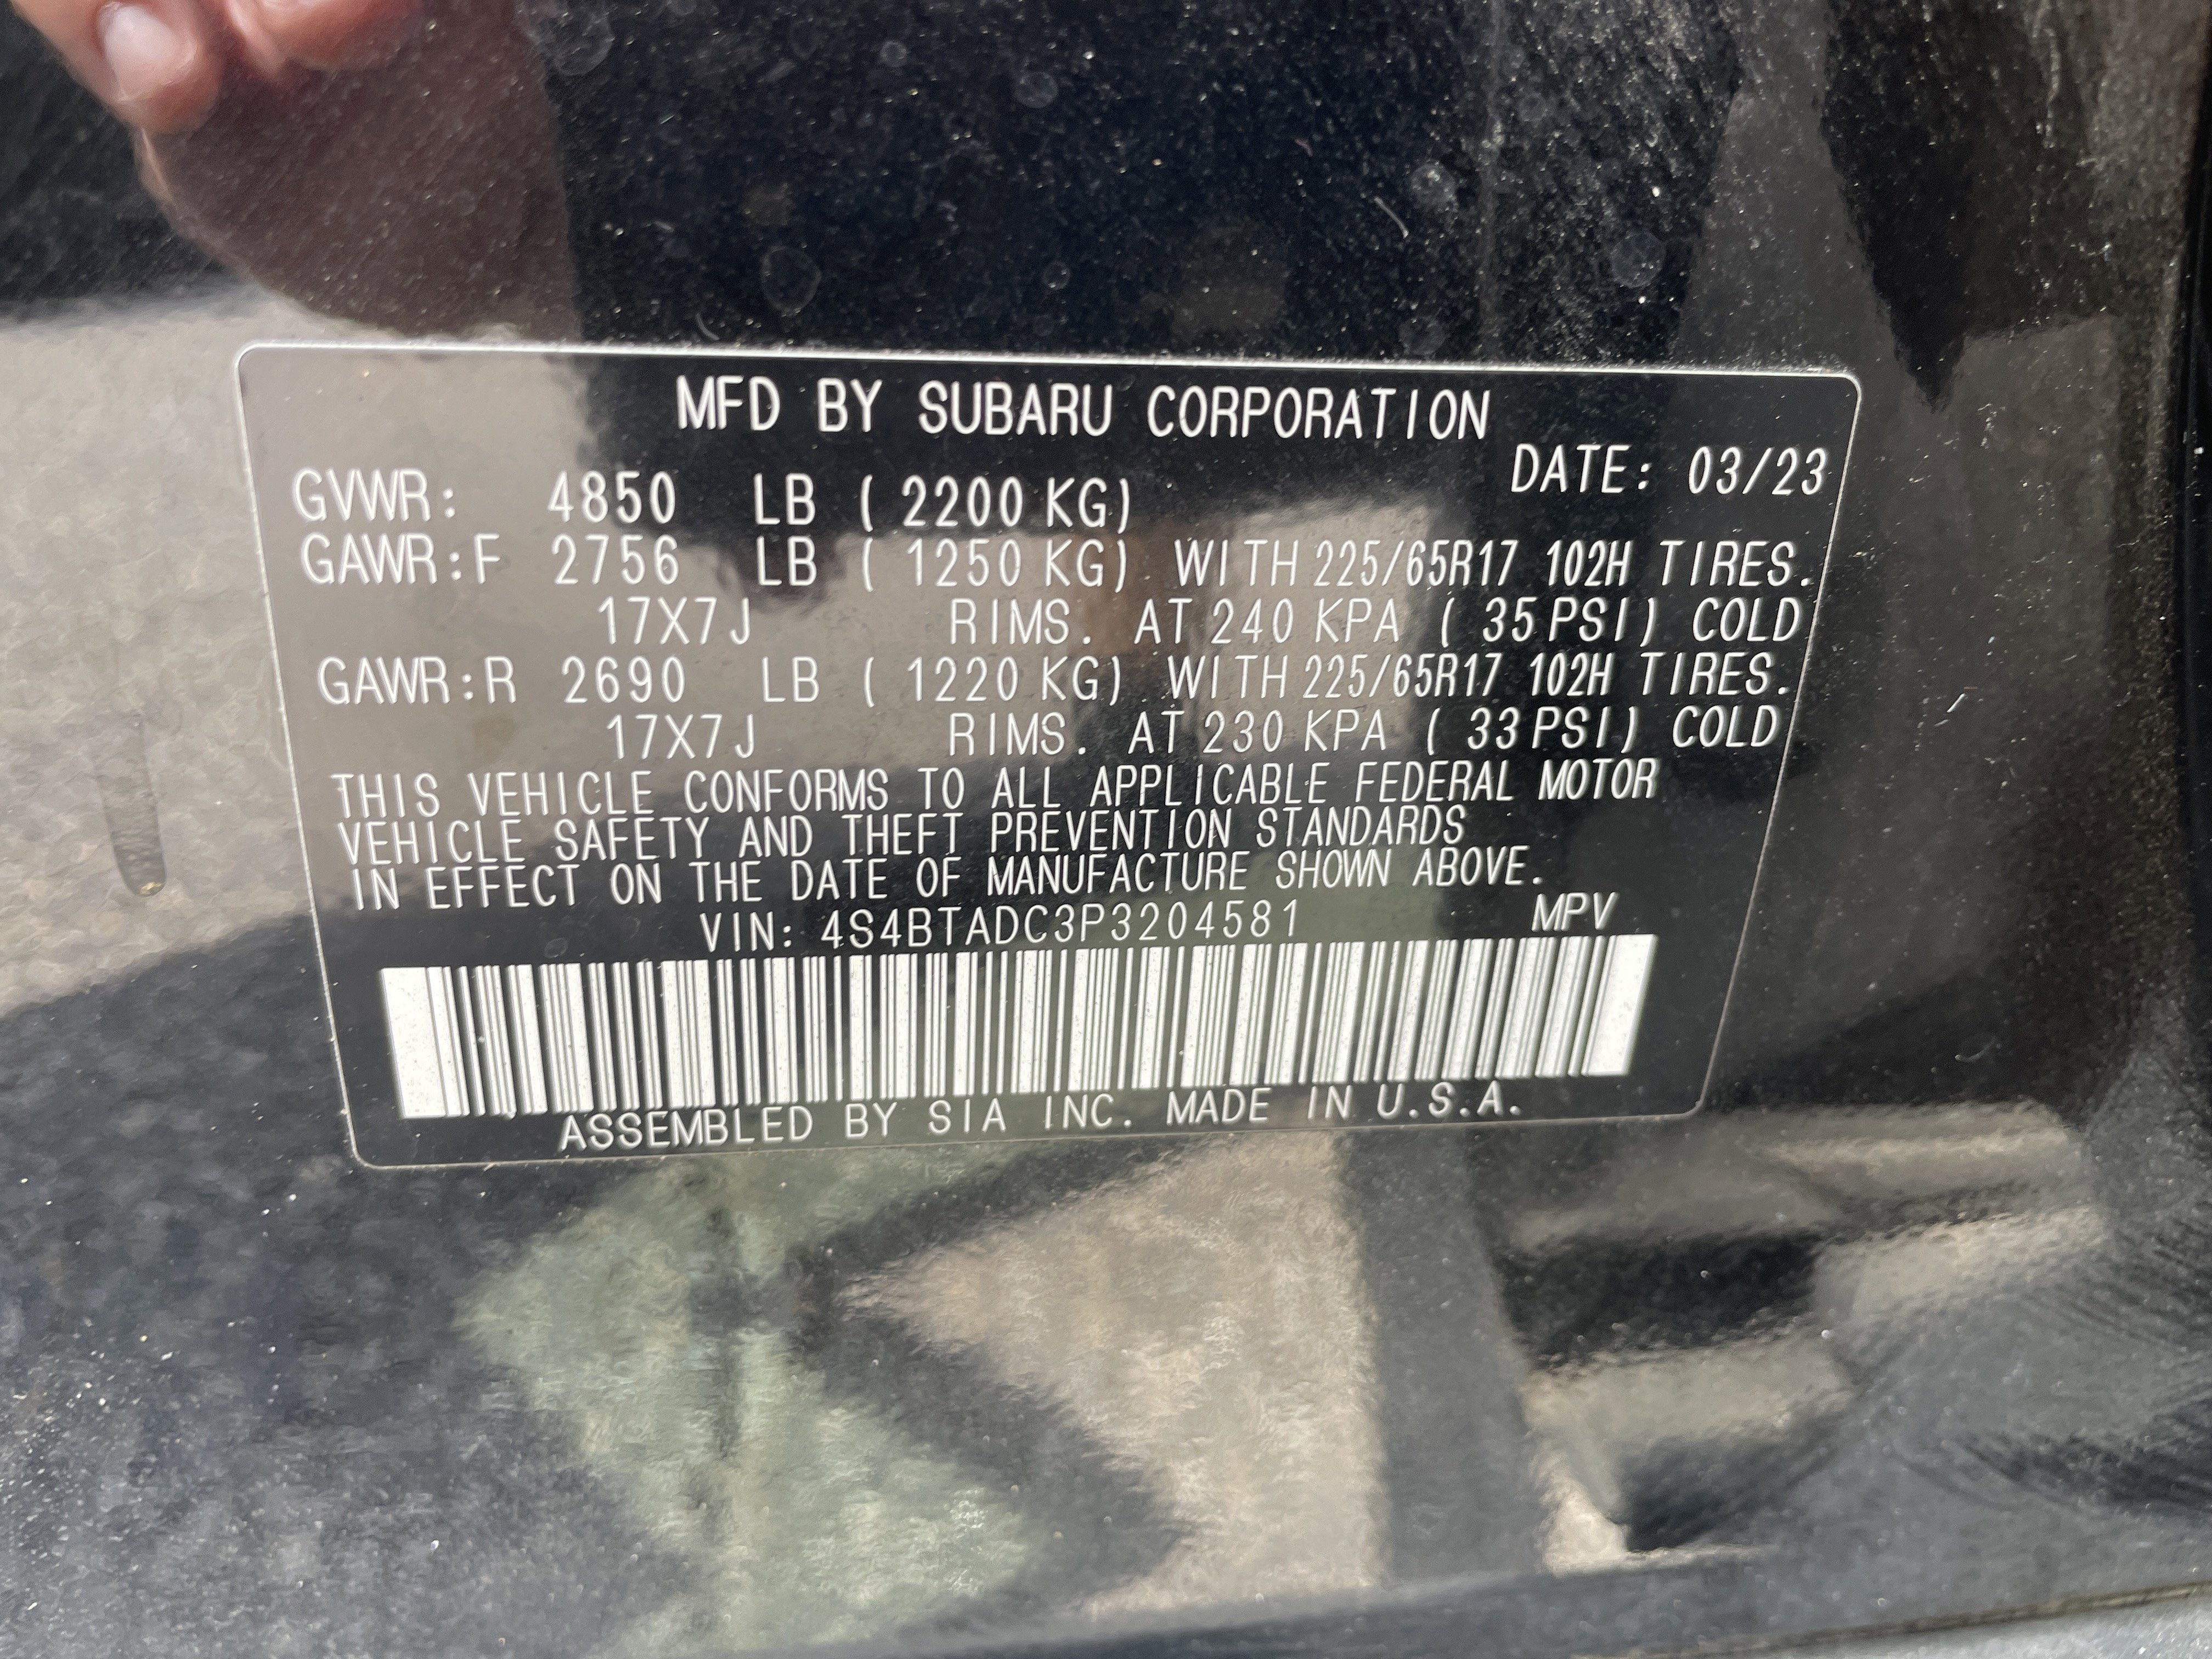 MFD BY SUBARU CORPORATION
DATE: 03/23
GVWR: 4850 LB ( 2200 KG)
GAWR:F 2756 LB ( 1250 KG) WITH 225/65R17 102H TIRES.
17X7J RIMS. AT 240 KPA ( 35 PSI) COLD
GAWR:R 2690 LB ( 1220 KG) WITH 225/65R17 102H TIRES.
17X7J RIMS. AT 230 KPA ( 33 PSI) COLD
THIS VEHICLE CONFORMS TO ALL APPLICABLE FEDERAL MOTOR
VEHICLE SAFETY AND THEFT PREVENTION STANDARDS
IN EFFECT ON THE DATE OF MANUFACTURE SHOWN ABOVE.
VIN: 4S4BTADC3P3204581 MPV
ASSEMBLED BY SIA INC. MADE IN U.S.A.